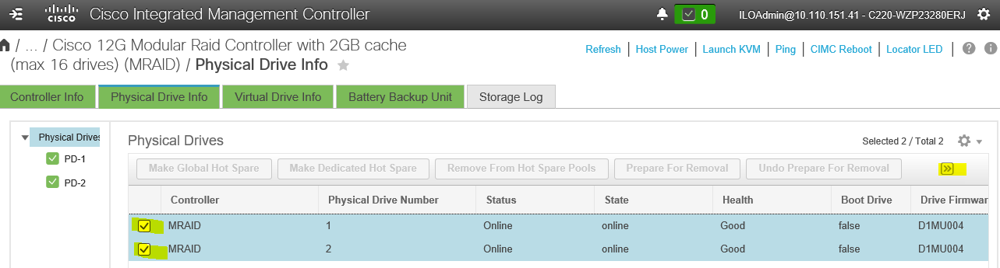 cisco Cisco Integrated Management Controller 0 ILOAdmin@10.110.151.41 - C220-WZP23280ERJ
/ ... / Cisco 12G Modular Raid Controller with 2GB cache
(max 16 drives) (MRAID) / Physical Drive Info
Refresh | Host Power | Launch KVM | Ping | CIMC Reboot | Locator LED | ? i
Controller Info Physical Drive Info Virtual Drive Info Battery Backup Unit Storage Log
Physical Drives
PD-1
PD-2
Physical Drives Selected 2 / Total 2
Make Global Hot Spare Make Dedicated Hot Spare Remove From Hot Spare Pools Prepare For Removal Undo Prepare For Removal »
Controller Physical Drive Number Status State Health Boot Drive Drive Firmwar
MRAID 1 Online online Good false D1MU004
MRAID 2 Online online Good false D1MU004